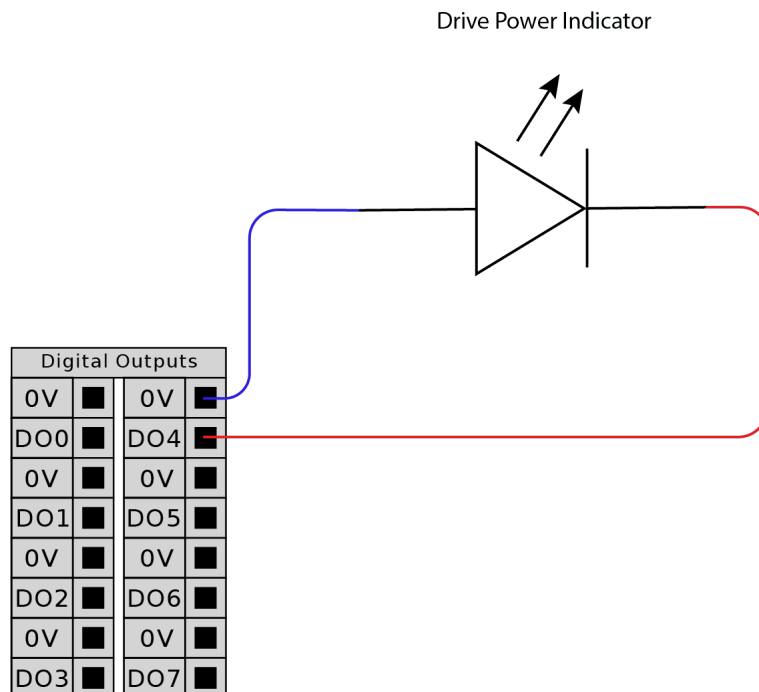 Drive Power Indicator
Digital Outputs
0V 0V
DO0 DO4
0V 0V
DO1 DO5
0V 0V
DO2 DO6
0V 0V
DO3 DO7